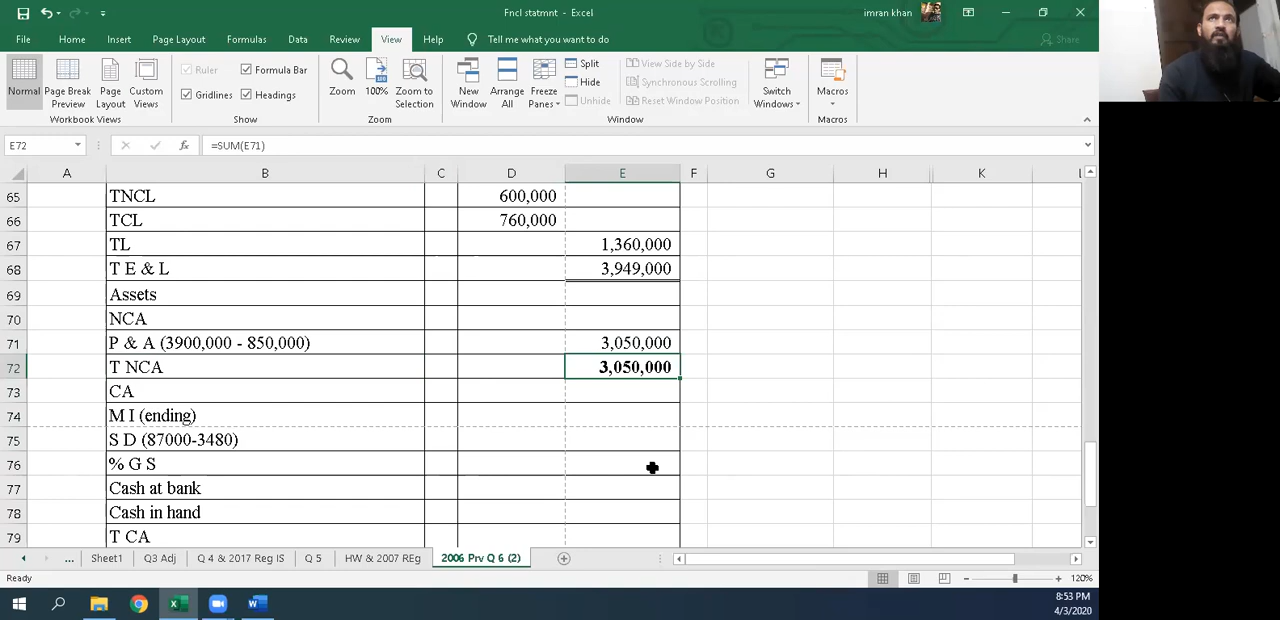 Fncl statmnt - Excel
imran khan
File Home Insert Page Layout Formulas Data Review View Help Tell me what you want to do Share
Ruler Formula Bar
Gridlines Headings
Normal Page Break Preview Page Layout Custom Views
Zoom 100% Zoom to Selection
New Window Arrange All Freeze Panes
Split
Hide
Unhide
View Side by Side
Synchronous Scrolling
Reset Window Position
Switch Windows
Macros
Workbook Views Show Zoom Window Macros
E72 fx =SUM(E71)
A B C D E F G H K L
65 TNCL 600,000
66 TCL 760,000
67 TL 1,360,000
68 T E & L 3,949,000
69 Assets
70 NCA
71 P & A (3900,000 - 850,000) 3,050,000
72 T NCA 3,050,000
73 CA
74 M I (ending)
75 S D (87000-3480)
76 % G S
77 Cash at bank
78 Cash in hand
79 T CA
... Sheet1 Q3 Adj Q 4 & 2017 Reg IS Q 5 HW & 2007 REg 2006 Prv Q 6 (2)
Ready 120%
8:53 PM
4/3/2020